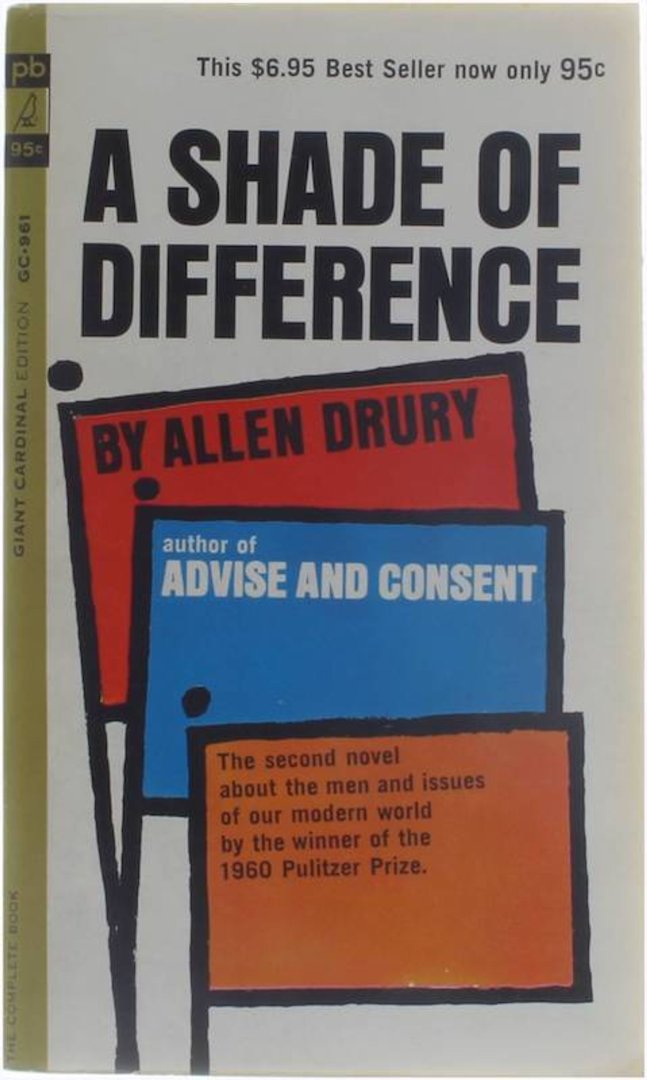 pb
95c
GIANT CARDINAL EDITION GC·961
THE COMPLETE BOOK
This $6.95 Best Seller now only 95c
A SHADE OF
DIFFERENCE
BY ALLEN DRURY
author of
ADVISE AND CONSENT
The second novel
about the men and issues
of our modern world
by the winner of the
1960 Pulitzer Prize.